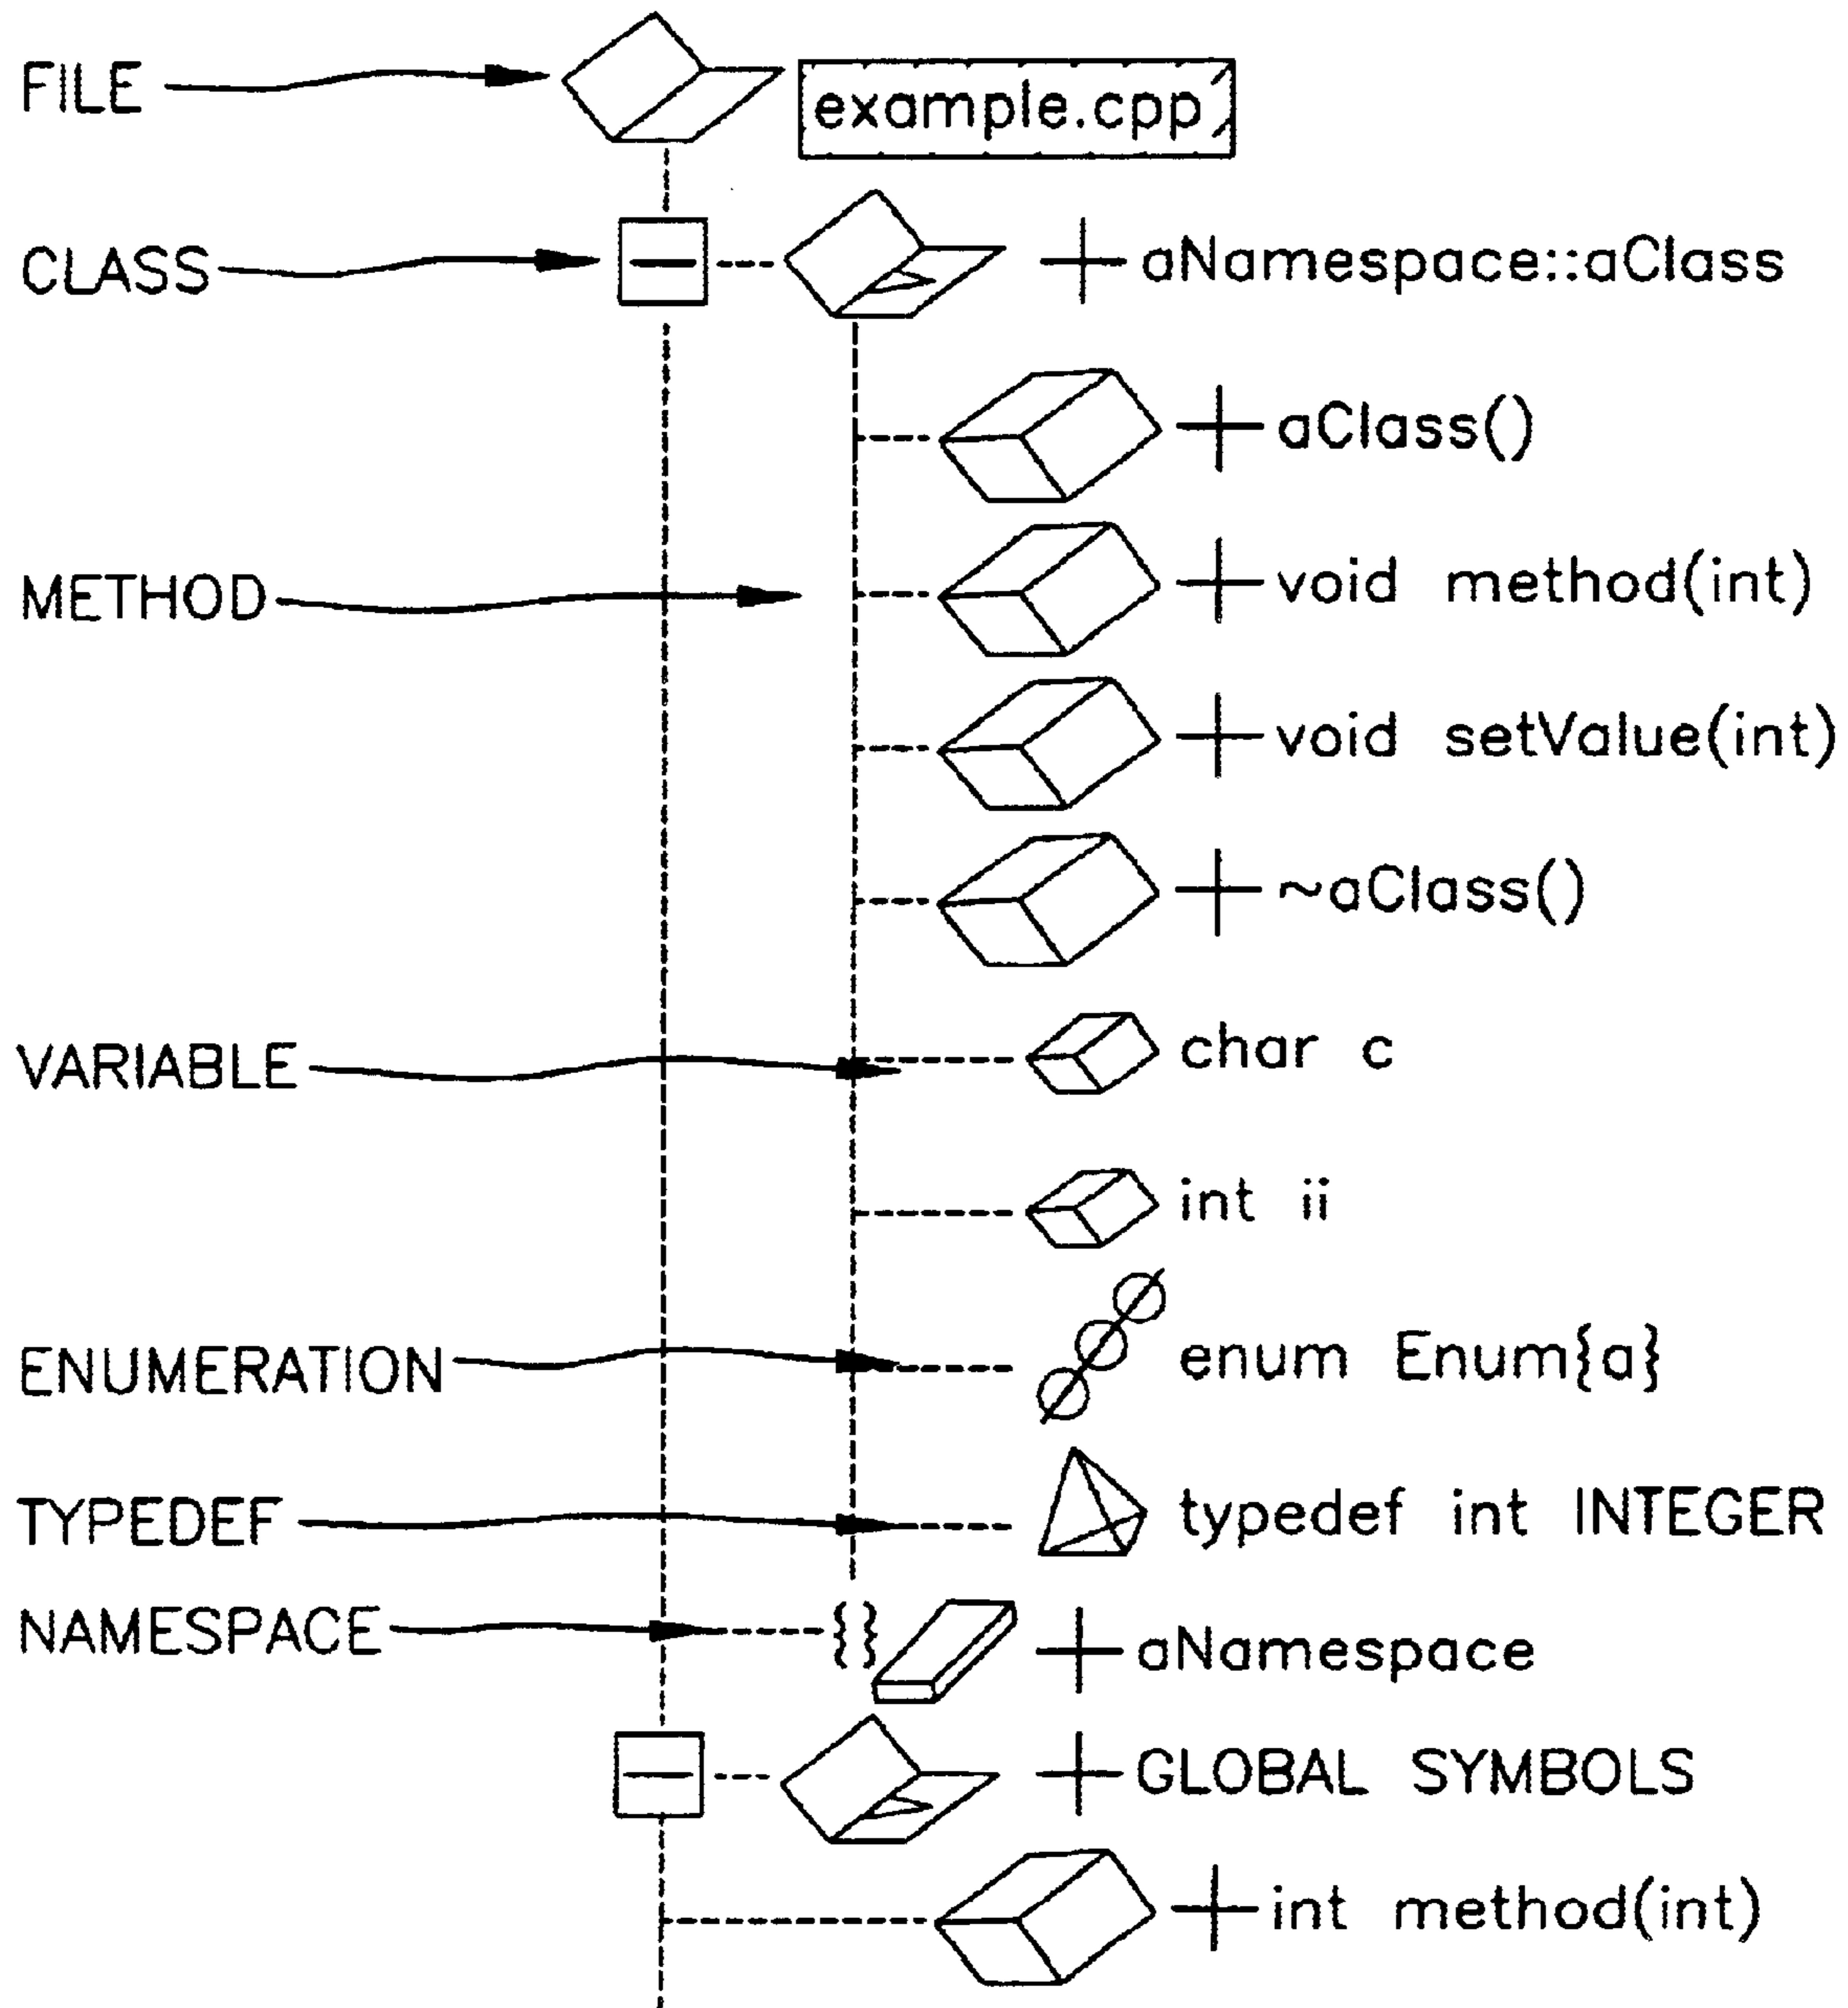 FILE example.cpp
CLASS aNamespace::aClass
aClass()
METHOD void method(int)
void setValue(int)
~aClass()
VARIABLE char c
int ii
ENUMERATION enum Enum{a}
TYPEDEF typedef int INTEGER
NAMESPACE {} aNamespace
GLOBAL SYMBOLS
int method(int)